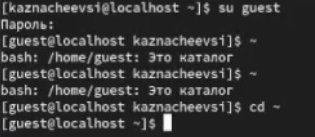 [kaznacheevsi@localhost ~]$ su guest
Пароль:
[guest@localhost kaznacheevsi]$ ~
bash: /home/guest: Это каталог
[guest@localhost kaznacheevsi]$ ~
bash: /home/guest: Это каталог
[guest@localhost kaznacheevsi]$ cd ~
[guest@localhost ~]$